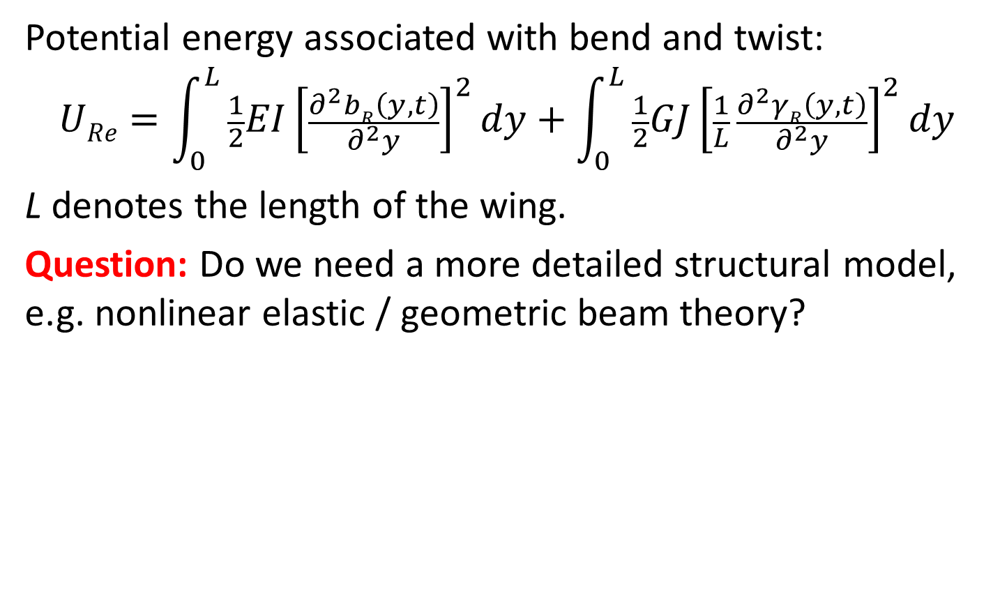 Potential energy associated with bend and twist:
$U_{Re} = \int_0^L \frac{1}{2} EI \left[ \frac{\partial^2 b_R(y,t)}{\partial^2 y} \right]^2 dy + \int_0^L \frac{1}{2} GJ \left[ \frac{1}{L} \frac{\partial^2 \gamma_R(y,t)}{\partial^2 y} \right]^2 dy$
L denotes the length of the wing.
Question: Do we need a more detailed structural model,
e.g. nonlinear elastic / geometric beam theory?